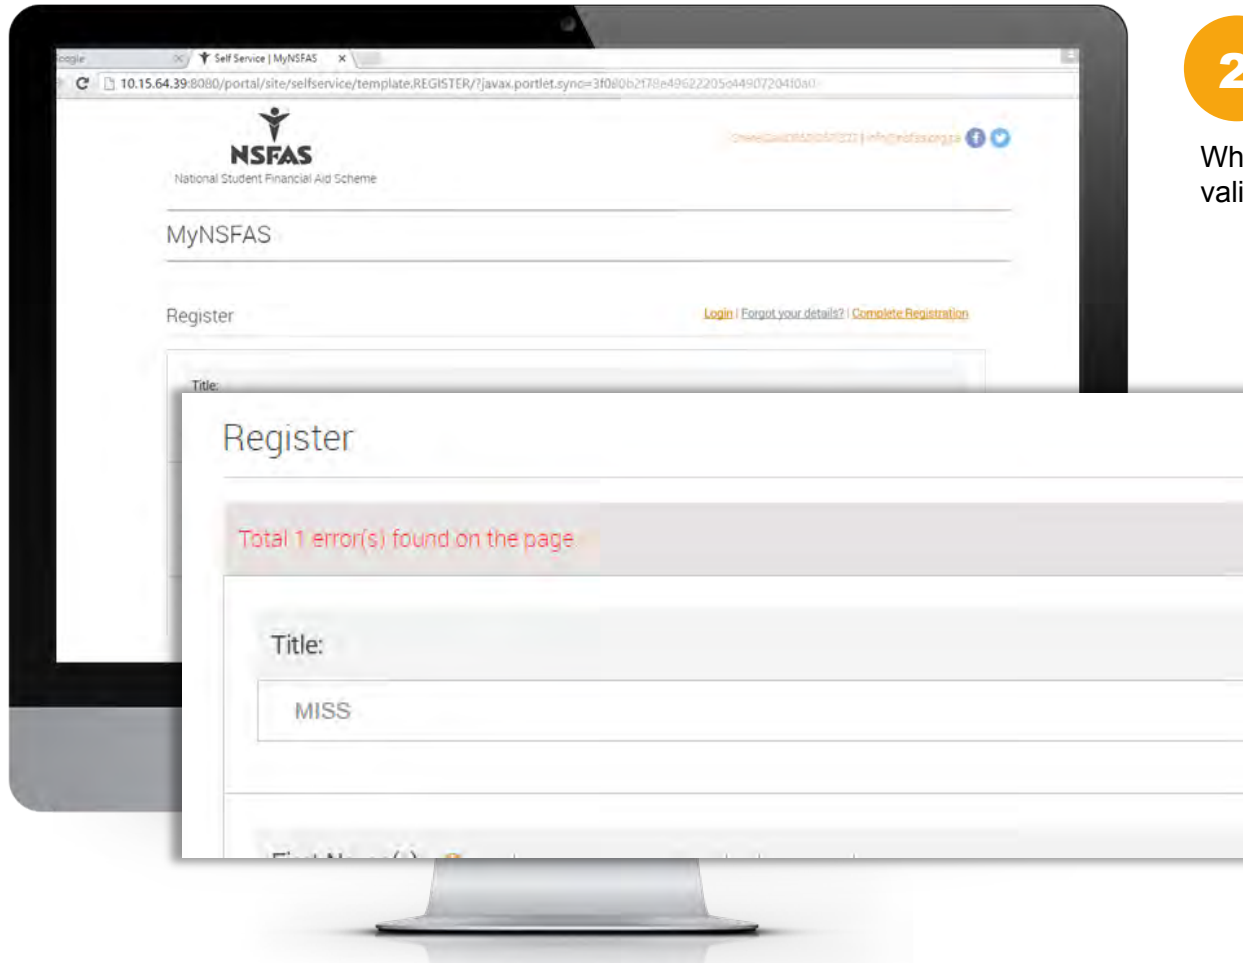 Self Service | MyNSFAS
10.15.64.39:8080/portal/site/selfservice/template.REGISTER/?javax.portlet.sync=
NSFAS
National Student Financial Aid Scheme
MyNSFAS
Register
Login | Forgot your details? | Complete Registration
Title:
Register
Total 1 error(s) found on the page
Title:
MISS
2
Wh
vali